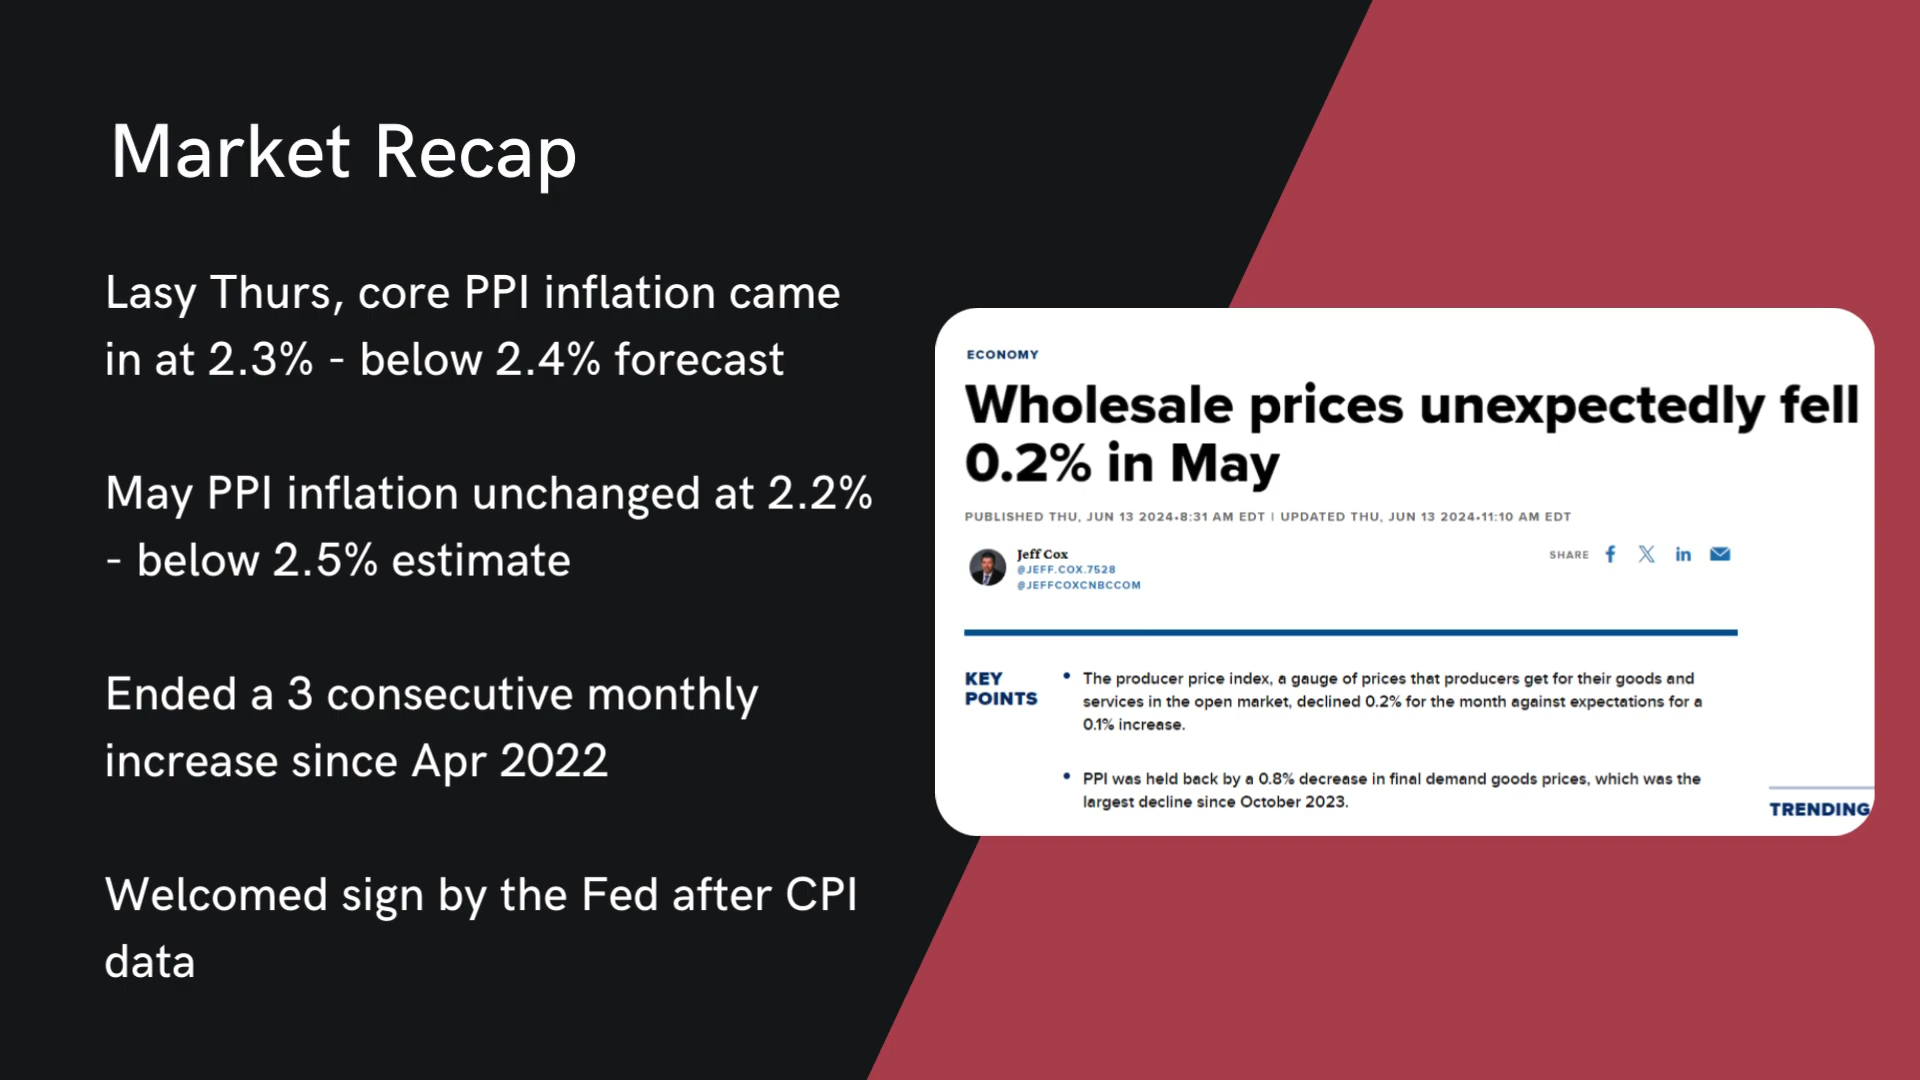 Market Recap
Lasy Thurs, core PPI inflation came
in at 2.3% - below 2.4% forecast
May PPI inflation unchanged at 2.2%
- below 2.5% estimate
Ended a 3 consecutive monthly
increase since Apr 2022
Welcomed sign by the Fed after CPI
data
ECONOMY
Wholesale prices unexpectedly fell
0.2% in May
PUBLISHED THU, JUN 13 2024•8:31 AM EDT | UPDATED THU, JUN 13 2024•11:10 AM EDT
Jeff Cox
@JEFF.COX.7528
@JEFFCOXCNBCCOM
SHARE
KEY
POINTS
• The producer price index, a gauge of prices that producers get for their goods and
services in the open market, declined 0.2% for the month against expectations for a
0.1% increase.
• PPI was held back by a 0.8% decrease in final demand goods prices, which was the
largest decline since October 2023.
TRENDING